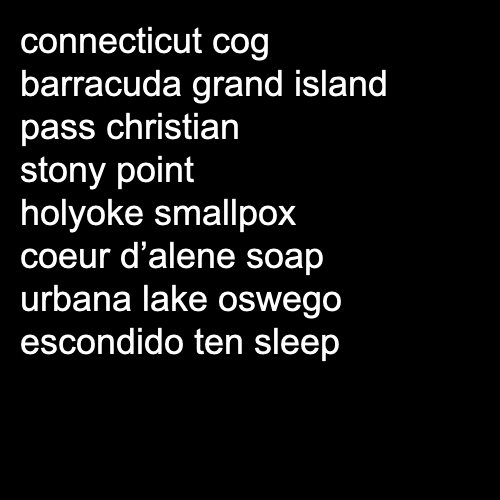 connecticut cog
barracuda grand island
pass christian
stony point
holyoke smallpox
coeur d’alene soap
urbana lake oswego
escondido ten sleep